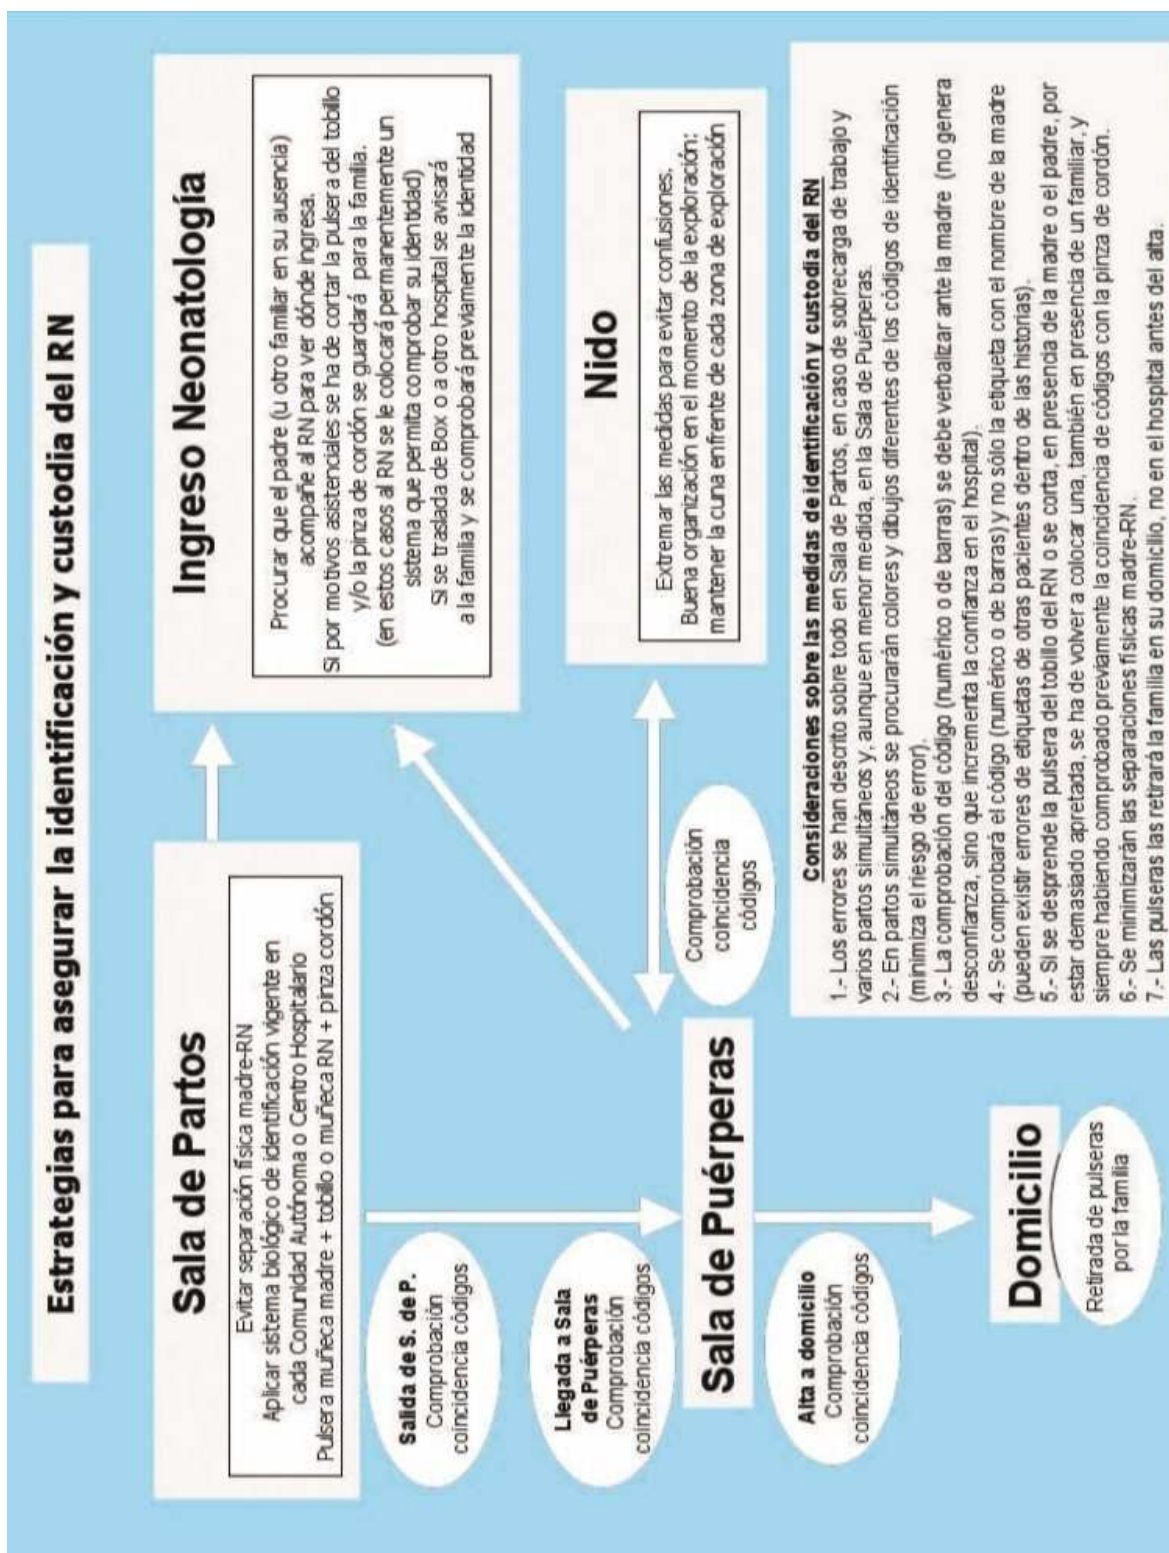 Estrategias para asegurar la identificación y custodia del RN
Sala de Partos
Evitar separación física madre-RN
Aplicar sistema biológico de identificación vigente en
cada Comunidad Autónoma o Centro Hospitalario
Pulsera muñeca madre + tobillo o muñeca RN + pinza cordón
Ingreso Neonatología
Procurar que el padre (u otro familiar en su ausencia)
acompañe al RN para ver dónde ingresa.
Si por motivos asistenciales se ha de cortar la pulsera del tobillo
y/o la pinza de cordón se guardará para la familia.
(en estos casos al RN se le colocará permanentemente un
sistema que permita comprobar su identidad)
Si se traslada de Box o a otro hospital se avisará
a la familia y se comprobará previamente la identidad
Salida de S. de P.
Comprobación
coincidencia códigos
Llegada a Sala
de Puérperas
Comprobación
coincidencia códigos
Sala de Puérperas
Comprobación
coincidencia
códigos
Nido
Extremar las medidas para evitar confusiones.
Buena organización en el momento de la exploración:
mantener la cuna enfrente de cada zona de exploración
Alta a domicilio
Comprobación
coincidencia códigos
Domicilio
Retirada de pulseras
por la familia
Consideraciones sobre las medidas de identificación y custodia del RN
1.- Los errores se han descrito sobre todo en Sala de Partos, en caso de sobrecarga de trabajo y
varios partos simultáneos y, aunque en menor medida, en la Sala de Puérperas.
2.- En partos simultáneos se procurarán colores y dibujos diferentes de los códigos de identificación
(minimiza el riesgo de error).
3.- La comprobación del código (numérico o de barras) se debe verbalizar ante la madre (no genera
desconfianza, sino que incrementa la confianza en el hospital).
4.- Se comprobará el código (numérico o de barras) y no sólo la etiqueta con el nombre de la madre
(pueden existir errores de etiquetas de otras pacientes dentro de las historias).
5.- Si se desprende la pulsera del tobillo del RN o se corta, en presencia de la madre o el padre, por
estar demasiado apretada, se ha de volver a colocar una, también en presencia de un familiar, y
siempre habiendo comprobado previamente la coincidencia de códigos con la pinza de cordón.
6.- Se minimizarán las separaciones físicas madre-RN.
7.- Las pulseras las retirará la familia en su domicilio, no en el hospital antes del alta.